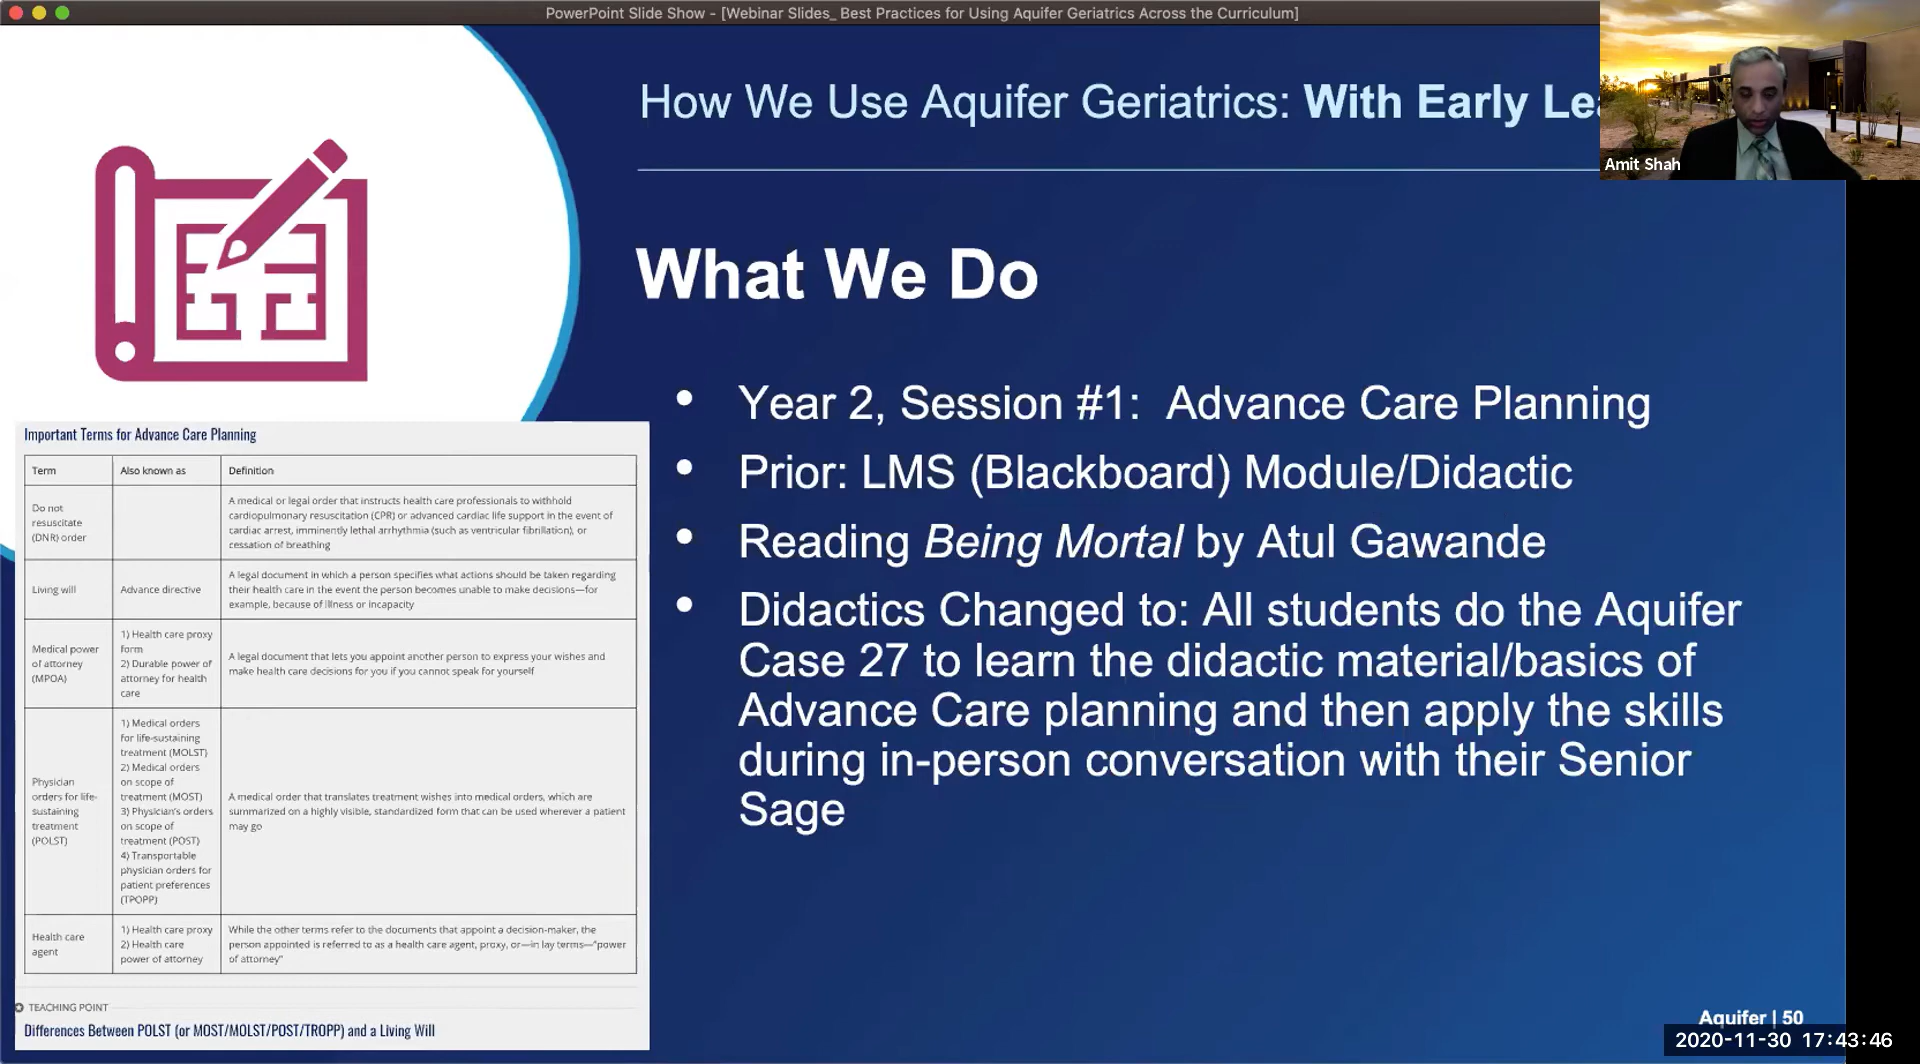 PowerPoint Slide Show - [Webinar Slides_ Best Practices for Using Aquifer Geriatrics Across the Curriculum]
How We Use Aquifer Geriatrics: With Early
Amit Shah
What We Do
• Year 2, Session #1:  Advance Care Planning
• Prior: LMS (Blackboard) Module/Didactic
• Reading Being Mortal by Atul Gawande
• Didactics Changed to: All students do the Aquifer
Case 27 to learn the didactic material/basics of
Advance Care planning and then apply the skills
during in-person conversation with their Senior
Sage
Important Terms for Advance Care Planning
Term
Also known as
Definition
Do not
resuscitate
(DNR) order
A medical or legal order that instructs health care professionals to withhold
cardiopulmonary resuscitation (CPR) or advanced cardiac life support in the event of
cardiac arrest, imminently lethal arrhythmia (such as ventricular fibrillation), or
cessation of breathing
Living will
Advance directive
A legal document in which a person specifies what actions should be taken regarding
their health care in the event the person becomes unable to make decisions—for
example, because of illness or incapacity
Medical power
of attorney
(MPOA)
1) Health care proxy
form
2) Durable power of
attorney for health
care
A legal document that lets you appoint another person to express your wishes and
make health care decisions for you if you cannot speak for yourself
Physician
orders for life-
sustaining
treatment
(POLST)
1) Medical orders
for life-sustaining
treatment (MOLST)
2) Medical orders
on scope of
treatment (MOST)
3) Physician's orders
on scope of
treatment (POST)
4) Transportable
physician orders for
patient preferences
(TPOPP)
A medical order that translates treatment wishes into medical orders, which are
summarized on a highly visible, standardized form that can be used wherever a patient
may go
Health care
agent
1) Health care proxy
2) Health care
power of attorney
While the other terms refer to the documents that appoint a decision-maker, the
person appointed is referred to as a health care agent, proxy, or—in lay terms—"power
of attorney"
TEACHING POINT
Differences Between POLST (or MOST/MOLST/POST/TROPP) and a Living Will
Aquifer | 50
2020-11-30 17:43:46